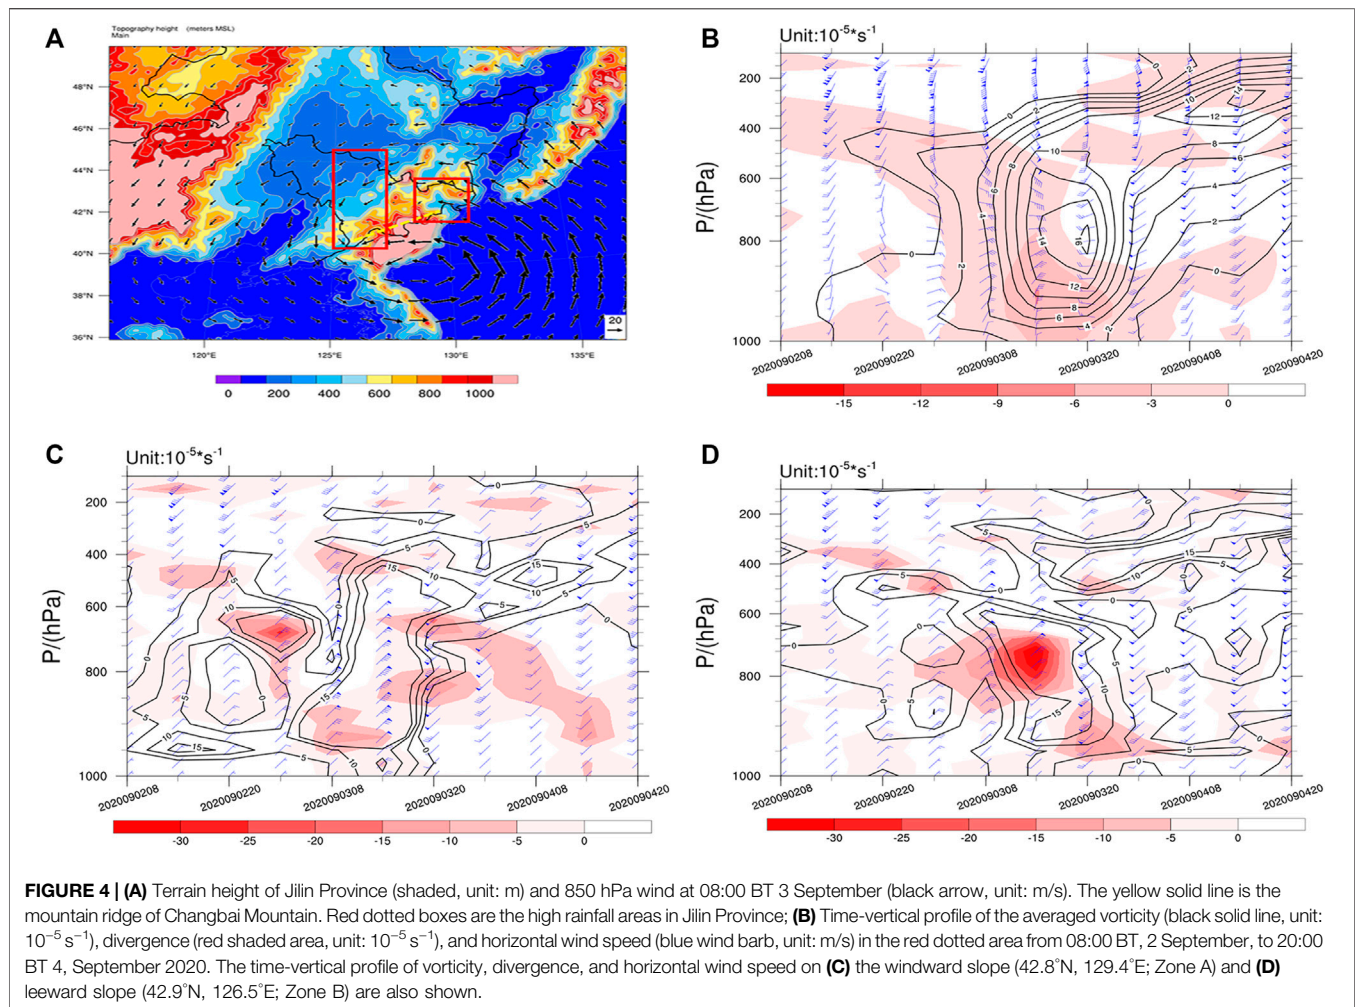 A
Topography height (meters MSL)
Main
48°N
46°N
44°N
42°N
40°N
38°N
36°N
120°E
125°E
130°E
135°E
20
0 200 400 600 800 1000
B
Unit:10-5*s-1
P/(hPa)
200
400
600
800
1000
2020090208
2020090220
2020090308
2020090320
2020090408
2020090420
-15 -12 -9 -6 -3 0
C
Unit:10-5*s-1
P/(hPa)
200
400
600
800
1000
2020090208
2020090220
2020090308
2020090320
2020090408
2020090420
-30 -25 -20 -15 -10 -5 0
D
Unit:10-5*s-1
P/(hPa)
200
400
600
800
1000
2020090208
2020090220
2020090308
2020090320
2020090408
2020090420
-30 -25 -20 -15 -10 -5 0
FIGURE 4 | (A) Terrain height of Jilin Province (shaded, unit: m) and 850 hPa wind at 08:00 BT 3 September (black arrow, unit: m/s). The yellow solid line is the
mountain ridge of Changbai Mountain. Red dotted boxes are the high rainfall areas in Jilin Province; (B) Time-vertical profile of the averaged vorticity (black solid line, unit:
10−5 s−1), divergence (red shaded area, unit: 10−5 s−1), and horizontal wind speed (blue wind barb, unit: m/s) in the red dotted area from 08:00 BT, 2 September, to 20:00
BT 4, September 2020. The time-vertical profile of vorticity, divergence, and horizontal wind speed on (C) the windward slope (42.8°N, 129.4°E; Zone A) and (D)
leeward slope (42.9°N, 126.5°E; Zone B) are also shown.